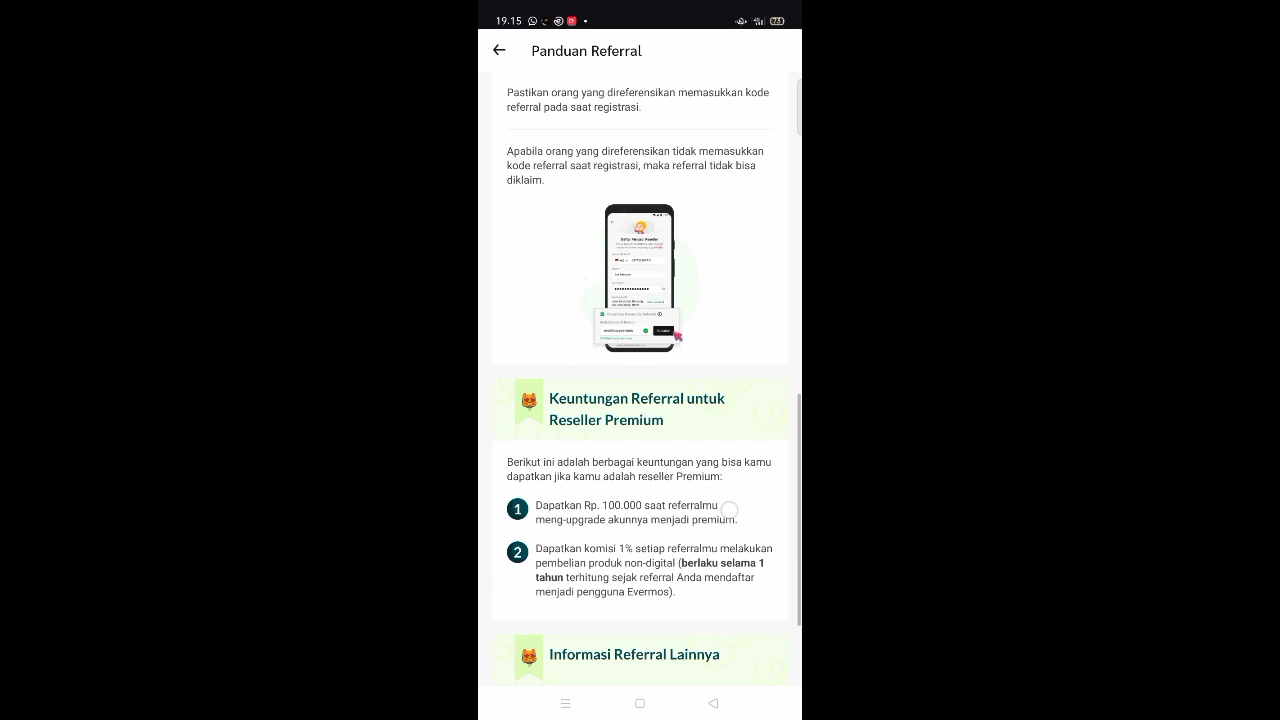 19.15
73
Panduan Referral
Pastikan orang yang direferensikan memasukkan kode
referral pada saat registrasi.
Apabila orang yang direferensikan tidak memasukkan
kode referral saat registrasi, maka referral tidak bisa
diklaim.
Keuntungan Referral untuk
Reseller Premium
Berikut ini adalah berbagai keuntungan yang bisa kamu
dapatkan jika kamu adalah reseller Premium:
1 Dapatkan Rp. 100.000 saat referralmu
meng-upgrade akunnya menjadi premium.
2 Dapatkan komisi 1% setiap referralmu melakukan
pembelian produk non-digital (berlaku selama 1
tahun terhitung sejak referral Anda mendaftar
menjadi pengguna Evermos).
Informasi Referral Lainnya